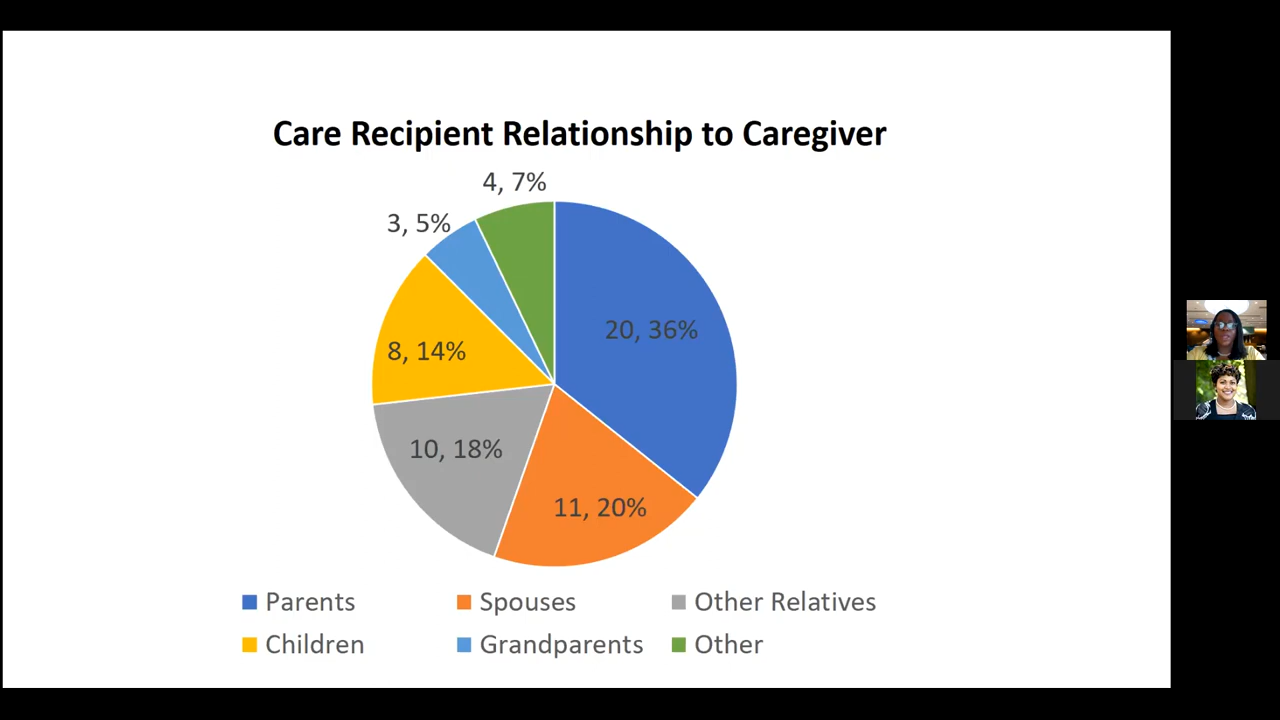 Care Recipient Relationship to Caregiver
4, 7%
3, 5%
20, 36%
8, 14%
10, 18%
11, 20%
Parents
Spouses
Other Relatives
Children
Grandparents
Other